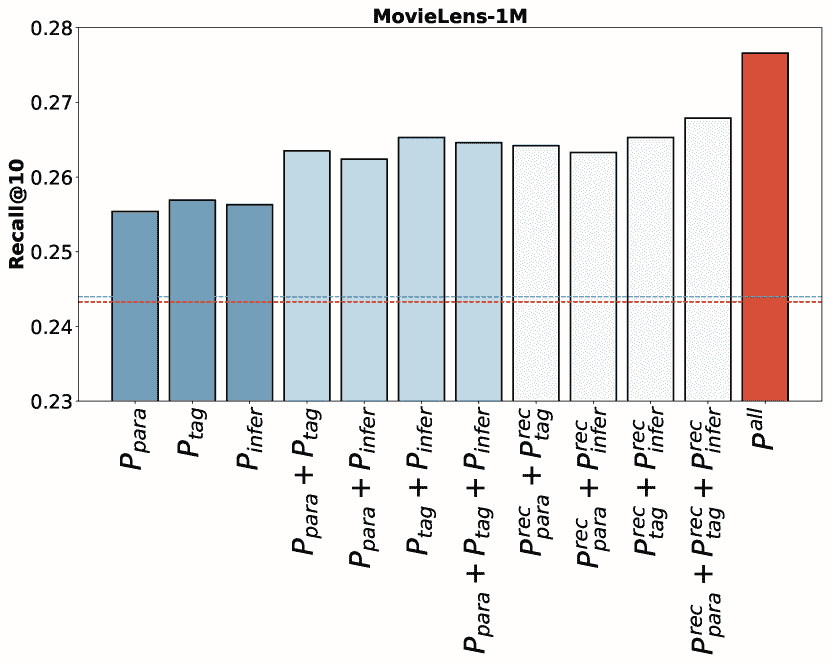 MovieLens-1M
Recall@10
0.28
0.27
0.26
0.25
0.24
0.23
P_para
P_tag
P_infer
P_para + P_tag
P_para + P_infer
P_tag + P_infer
P_para + P_tag + P_infer
P^rec_para + P^rec_tag
P^rec_para + P^rec_infer
P^rec_tag + P^rec_infer
P^rec_para + P^rec_tag + P^rec_infer
P^all